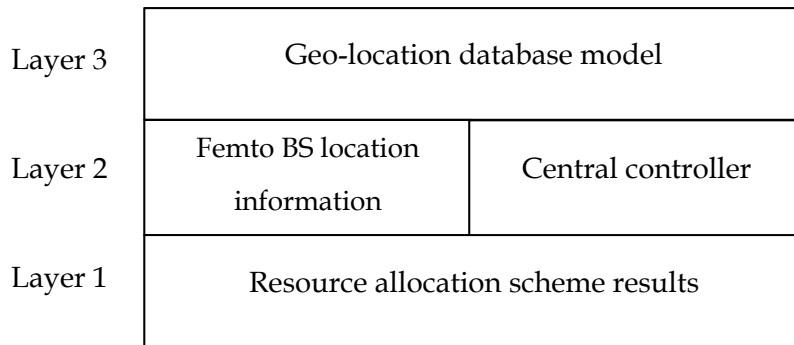 Layer 3
Geo-location database model
Layer 2
Femto BS location
information
Central controller
Layer 1
Resource allocation scheme results